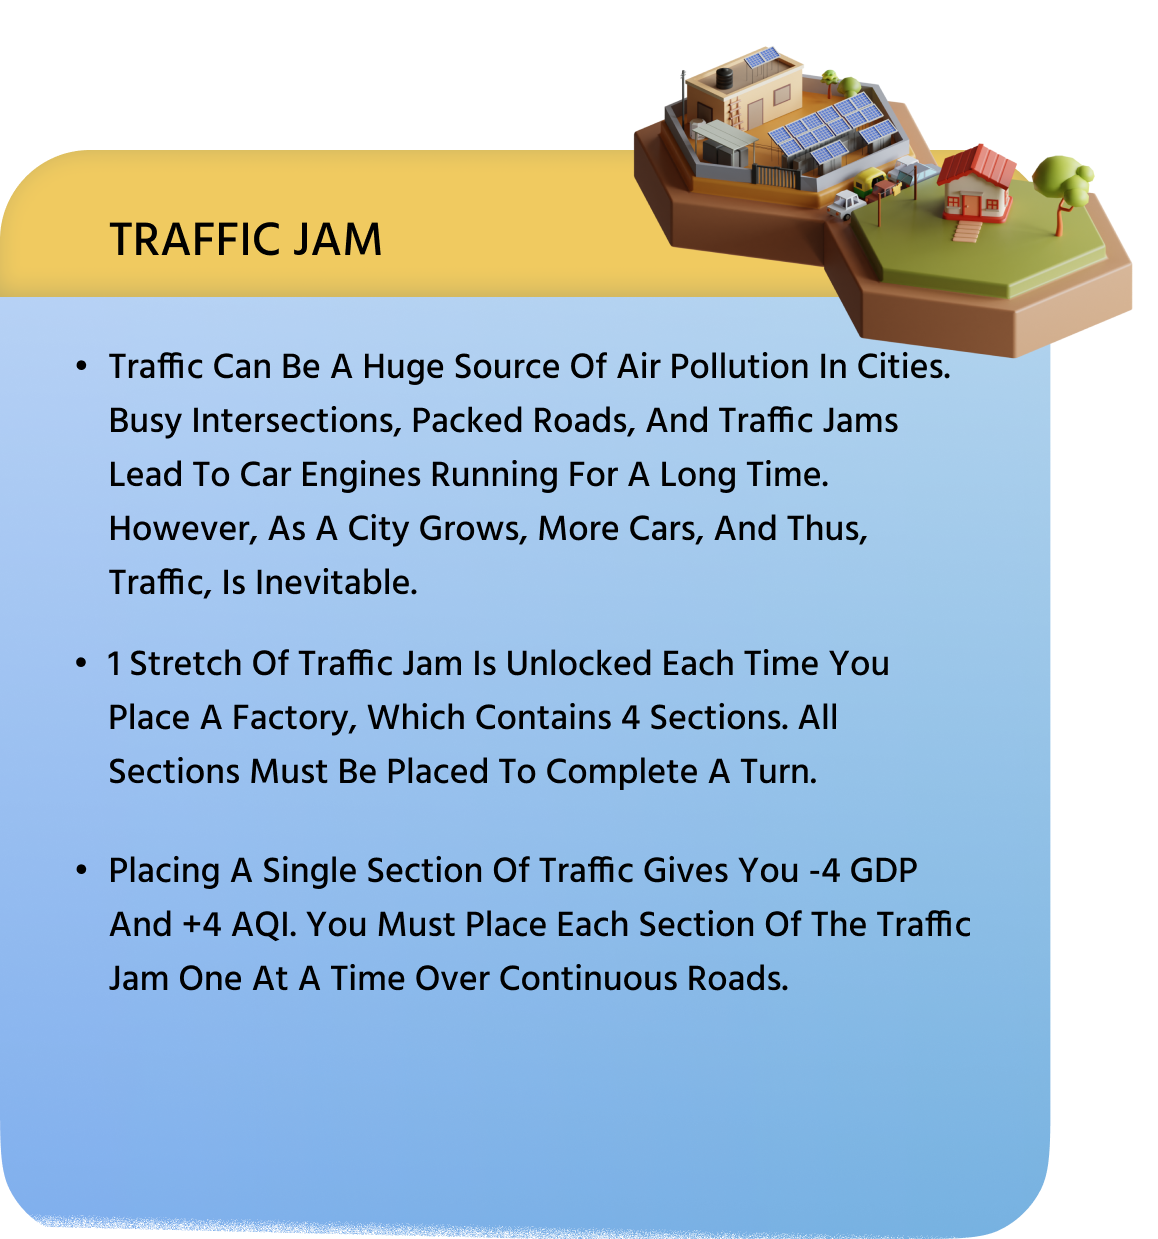 TRAFFIC JAM
• Traffic Can Be A Huge Source Of Air Pollution In Cities.
Busy Intersections, Packed Roads, And Traffic Jams
Lead To Car Engines Running For A Long Time.
However, As A City Grows, More Cars, And Thus,
Traffic, Is Inevitable.
• 1 Stretch Of Traffic Jam Is Unlocked Each Time You
Place A Factory, Which Contains 4 Sections. All
Sections Must Be Placed To Complete A Turn.
• Placing A Single Section Of Traffic Gives You -4 GDP
And +4 AQI. You Must Place Each Section Of The Traffic
Jam One At A Time Over Continuous Roads.